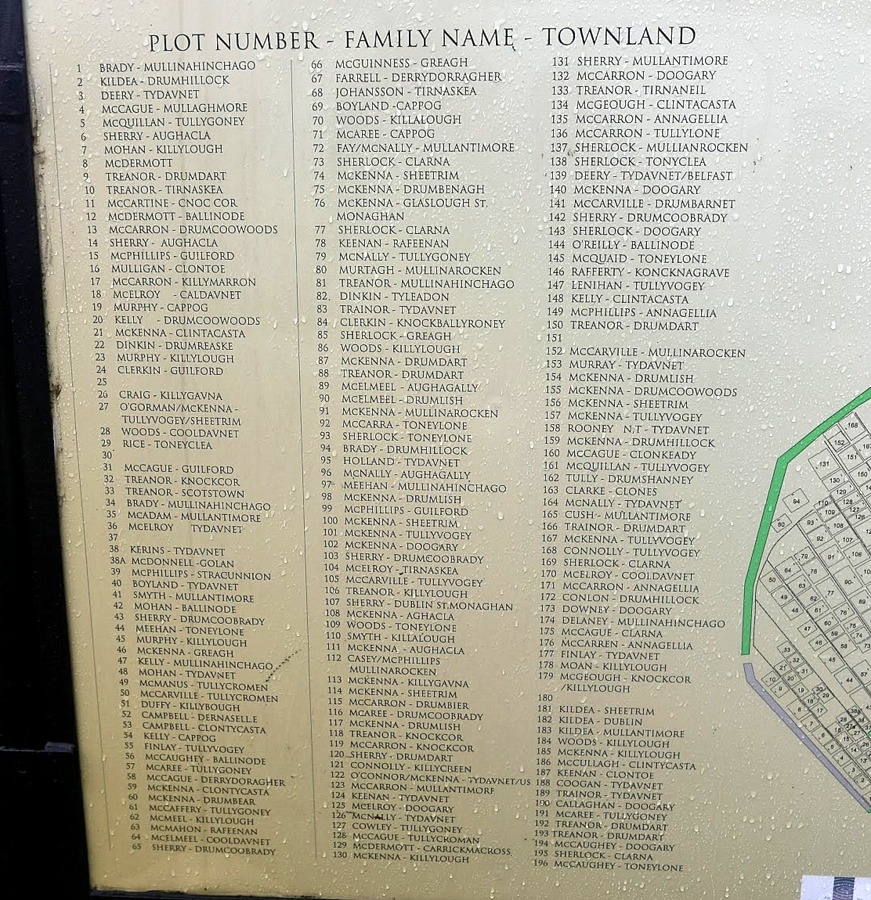 PLOT NUMBER - FAMILY NAME - TOWNLAND
1 BRADY - MULLINAHINCHAGO
2 KILDEA - DRUMHILLOCK
3 DEERY - TYDAVNET
4 MCCAGUE - MULLAGHMORE
5 MCQUILLAN - TULLYGONEY
6 SHERRY - AUGHACLA
7 MOHAN - KILLYLOUGH
8 MCDERMOTT
9 TREANOR - DRUMDART
10 TREANOR - TIRNASKEA
11 MCCARTINE - CNOC COR
12 MCDERMOTT - BALLINODE
13 MCCARRON - DRUMCOOWOODS
14 SHERRY - AUGHACLA
15 MCPHILLIPS - GUILFORD
16 MULLIGAN - CLONTOE
17 MCCARRON - KILLYMARRON
18 MCELROY - CALDAVNET
19 MURPHY - CAPPOG
20 KELLY - DRUMCOOWOODS
21 MCKENNA - CLINTACASTA
22 DINKIN - DRUMREASKE
23 MURPHY - KILLYLOUGH
24 CLERKIN - GUILFORD
25
26 CRAIG - KILLYGAVNA
27 O'GORMAN/MCKENNA -
TULLYVOGEY/SHEETRIM
28 WOODS - COOLDAVNET
29 RICE - TONEYCLEA
30
31 MCCAGUE - GUILFORD
32 TREANOR - KNOCKCOR
33 TREANOR - SCOTSTOWN
34 BRADY - MULLINAHINCHAGO
35 MCADAM - MULLANTIMORE
36 MCELROY TYDAVNET
37
38 KERINS - TYDAVNET
38A MCDONNELL - GOLAN
39 MCPHILLIPS - STRACUNNION
40 BOYLAND - TYDAVNET
41 SMYTH - MULLANTIMORE
42 MOHAN - BALLINODE
43 SHERRY - DRUMCOOBRADY
44 MEEHAN - TONEYLONE
45 MURPHY - KILLYLOUGH
46 MCKENNA - GREAGH
47 KELLY - MULLINAHINCHAGO
48 MOHAN - TYDAVNET
49 MCMANUS - TULLYCROMEN
50 MCCARVILLE - TULLYCROMEN
51 DUFFY - KILLYBOUGH
52 CAMPBELL - DERNASELLE
53 CAMPBELL - CLONTYCASTA
54 KELLY - CAPPOG
55 FINLAY - TULLYVOGEY
56 MCCAUGHEY - BALLINODE
57 MCAREE - TULLYGONEY
58 MCCAGUE - DERRYDORAGHER
59 MCKENNA - CLONTYCASTA
60 MCKENNA - DRUMBEAR
61 MCCAFFERY - TULLYGONEY
62 MCMEEL - KILLYLOUGH
63 MCMAHON - RAFEENAN
64 MCELMEEL - COOLDAVNET
65 SHERRY - DRUMCOOBRADY
66 MCGUINNESS - GREAGH
67 FARRELL - DERRYDORRAGHER
68 JOHANSSON - TIRNASKEA
69 BOYLAND - CAPPOG
70 WOODS - KILLALOUGH
71 MCAREE - CAPPOG
72 FAY/MCNALLY - MULLANTIMORE
73 SHERLOCK - CLARNA
74 MCKENNA - SHEETRIM
75 MCKENNA - DRUMBENAGH
76 MCKENNA - GLASLOUGH ST.
MONAGHAN
77 SHERLOCK - CLARNA
78 KEENAN - RAFEENAN
79 MCNALLY - TULLYGONEY
80 MURTAGH - MULLINAROCKEN
81 TREANOR - MULLINAHINCHAGO
82. DINKIN - TYLEADON
83 TRAINOR - TYDAVNET
84 CLERKIN - KNOCKBALLYRONEY
85 SHERLOCK - GREAGH
86 WOODS - KILLYLOUGH
87 MCKENNA - DRUMDART
88 TREANOR - DRUMDART
89 MCELMEEL - AUGHAGALLY
90 MCELMEEL - DRUMLISH
91 MCKENNA - MULLINAROCKEN
92 MCCARRA - TONEYLONE
93 SHERLOCK - TONEYLONE
94 BRADY - DRUMHILLOCK
95 HOLLAND - TYDAVNET
96 MCNALLY - AUGHAGALLY
97 MEEHAN - MULLINAHINCHAGO
98 MCKENNA - DRUMLISH
99 MCPHILLIPS - GUILFORD
100 MCKENNA - SHEETRIM
101 MCKENNA - TULLYVOGEY
102 MCKENNA - DOOGARY
103 SHERRY - DRUMCOOBRADY
104 MCELROY - TIRNASKEA
105 MCCARVILLE - TULLYVOGEY
106 TREANOR - KILLYLOUGH
107 SHERRY - DUBLIN ST.MONAGHAN
108 MCKENNA - AGHACLA
109 WOODS - TONEYLONE
110 SMYTH - KILLALOUGH
111 MCKENNA - AUGHACLA
112 CASEY/MCPHILLIPS
MULLINAROCKEN
113 MCKENNA - KILLYGAVNA
114 MCKENNA - SHEETRIM
115 MCCARRON - DRUMBIER
116 MCAREE - DRUMCOOBRADY
117 MCKENNA - DRUMLISH
118 TREANOR - KNOCKCOR
119 MCCARRON - KNOCKCOR
120 SHERRY - DRUMDART
121 CONNOLLY - KILLYCREEN
122 O'CONNOR/MCKENNA - TYDAVNET/US
123 MCCARRON - MULLANTIMORE
124 KEENAN - TYDAVNET
125 MCELROY - DOOGARY
126 MCNALLY - TYDAVNET
127 COWLEY - TULLYGONEY
128 MCCAGUE - TULLYCROMAN
129 MCDERMOTT - CARRICKMACROSS
130 MCKENNA - KILLYLOUGH
131 SHERRY - MULLANTIMORE
132 MCCARRON - DOOGARY
133 TREANOR - TIRNANEIL
134 MCGEOUGH - CLINTACASTA
135 MCCARRON - ANNAGELLIA
136 MCCARRON - TULLYLONE
137 SHERLOCK - MULLIANROCKEN
138 SHERLOCK - TONYCLEA
139 DEERY - TYDAVNET/BELFAST
140 MCKENNA - DOOGARY
141 MCCARVILLE - DRUMBARNET
142 SHERRY - DRUMCOOBRADY
143 SHERLOCK - DOOGARY
144 O'REILLY - BALLINODE
145 MCQUAID - TONEYLONE
146 RAFFERTY - KONCKNAGRAVE
147 LENIHAN - TULLYVOGEY
148 KELLY - CLINTACASTA
149 MCPHILLIPS - ANNAGELLIA
150 TREANOR - DRUMDART
151
152 MCCARVILLE - MULLINAROCKEN
153 MURRAY - TYDAVNET
154 MCKENNA - DRUMLISH
155 MCKENNA - DRUMCOOWOODS
156 MCKENNA - SHEETRIM
157 MCKENNA - TULLYVOGEY
158 ROONEY N.T - TYDAVNET
159 MCKENNA - DRUMHILLOCK
160 MCCAGUE - CLONKEADY
161 MCQUILLAN - TULLYVOGEY
162 TULLY - DRUMSHANNEY
163 CLARKE - CLONES
164 MCNALLY - TYDAVNET
165 CUSH - MULLANTIMORE
166 TRAINOR - DRUMDART
167 MCKENNA - TULLYVOGEY
168 CONNOLLY - TULLYVOGEY
169 SHERLOCK - CLARNA
170 MCELROY - COOLDAVNET
171 MCCARRON - ANNAGELLIA
172 CONLON - DRUMHILLOCK
173 DOWNEY - DOOGARY
174 DELANEY - MULLINAHINCHAGO
175 MCCAGUE - CLARNA
176 MCCARREN - ANNAGELLIA
177 FINLAY - TYDAVNET
178 MOAN - KILLYLOUGH
179 MCGEOUGH - KNOCKCOR
/KILLYLOUGH
180
181 KILDEA - SHEETRIM
182 KILDEA - DUBLIN
183 KILDEA - MULLANTIMORE
184 WOODS - KILLYLOUGH
185 MCKENNA - KILLYLOUGH
186 MCCULLAGH - CLINTYCASTA
187 KEENAN - CLONTOE
188 COOGAN - TYDAVNET
189 TRAINOR - TYDAVNET
190 CALLAGHAN - DOOGARY
191 MCAREE - TULLYGONEY
192 TREANOR - DRUMDART
193 TREANOR - DRUMDART
194 MCCAUGHEY - DOOGARY
195 SHERLOCK - CLARNA
196 MCCAUGHEY - TONEYLONE